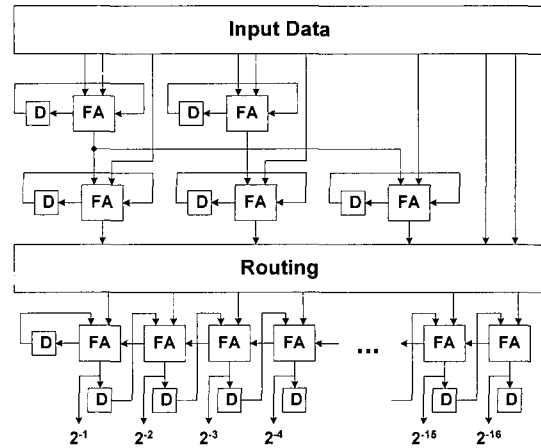 Input Data
D FA D FA
D FA D FA D FA
Routing
D FA FA FA FA ... FA FA
D D D D D
2-1 2-2 2-3 2-4 2-15 2-16